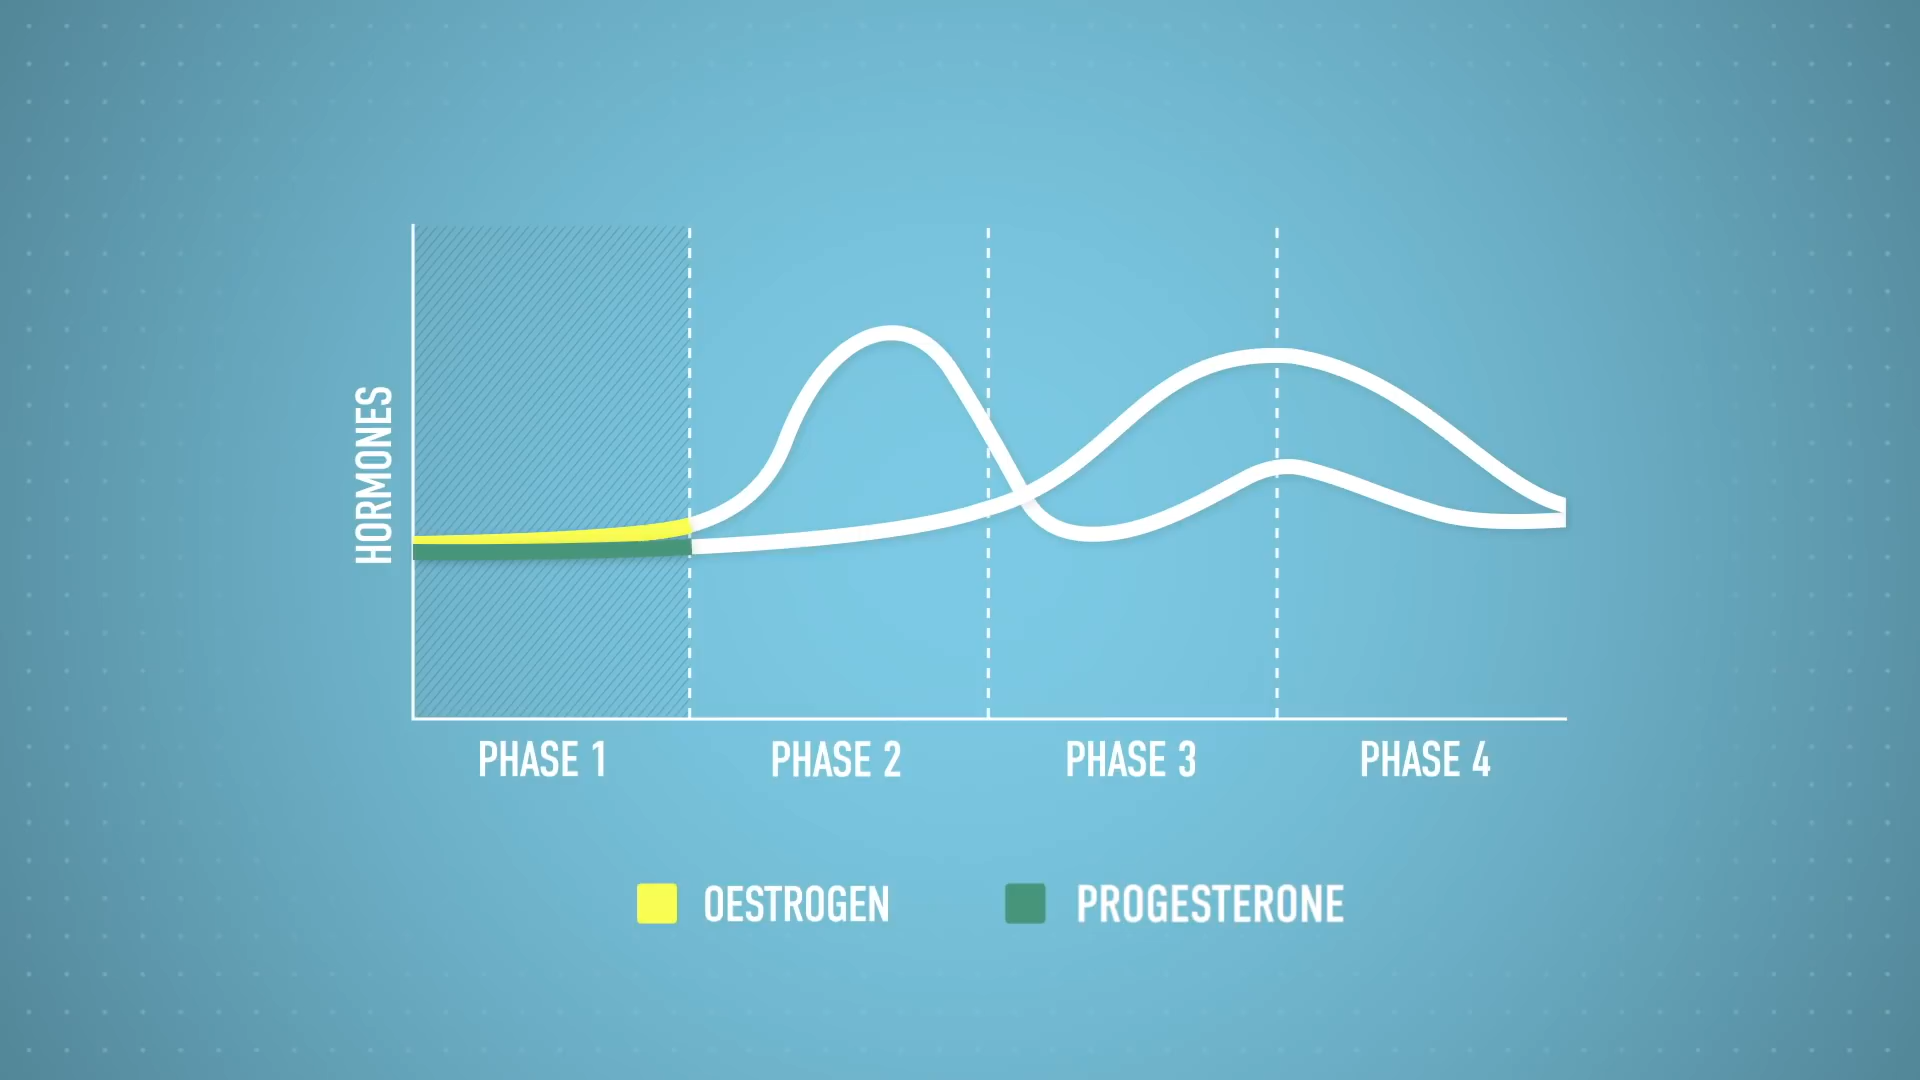 HORMONES
PHASE 1
PHASE 2
PHASE 3
PHASE 4
OESTROGEN
PROGESTERONE